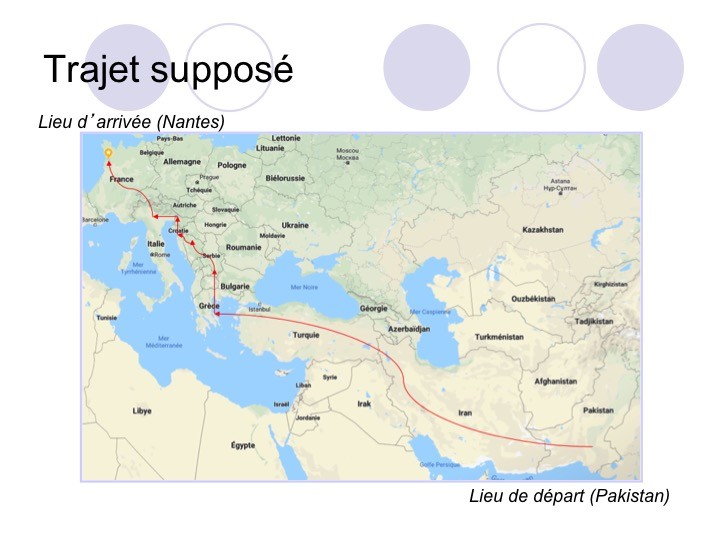 Trajet supposé
Lieu d’arrivée (Nantes)
Pays-Bas
Lettonie
Lituanie
Moscou
Москва
Belgique
Allemagne
Pologne
Biélorussie
Prague
France
Tchéquie
Astana
Нұр-Сұлтан
Autriche
Slovaquie
Barcelone
Croatie
Hongrie
Ukraine
Moldavie
Kazakhstan
Italie
Rome
Serbie
Roumanie
Mer
Tyrrhénienne
Bulgarie
Mer Noire
Kirghizistan
Ouzbékistan
Grèce
Istanbul
Géorgie
Mer Caspienne
Tunisie
Azerbaïdjan
Tadjikistan
Turquie
Turkménistan
Mer
Méditerranée
Syrie
Afghanistan
Liban
Israël
Irak
Iran
Pakistan
Jordanie
Libye
Égypte
Golfe Persique
Lieu de départ (Pakistan)